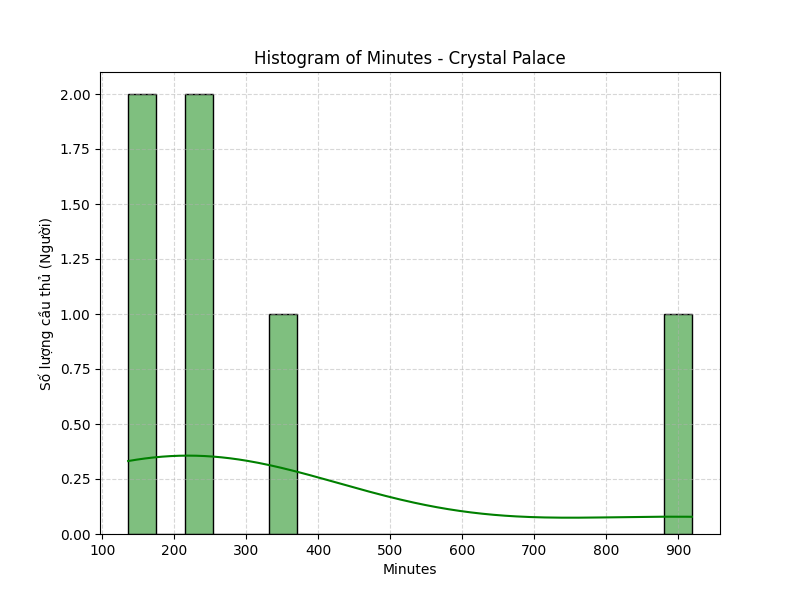 Histogram of Minutes - Crystal Palace
2.00
1.75
1.50
1.25
1.00
0.75
0.50
0.25
0.00
Số lượng cầu thủ (Người)
100 200 300 400 500 600 700 800 900
Minutes